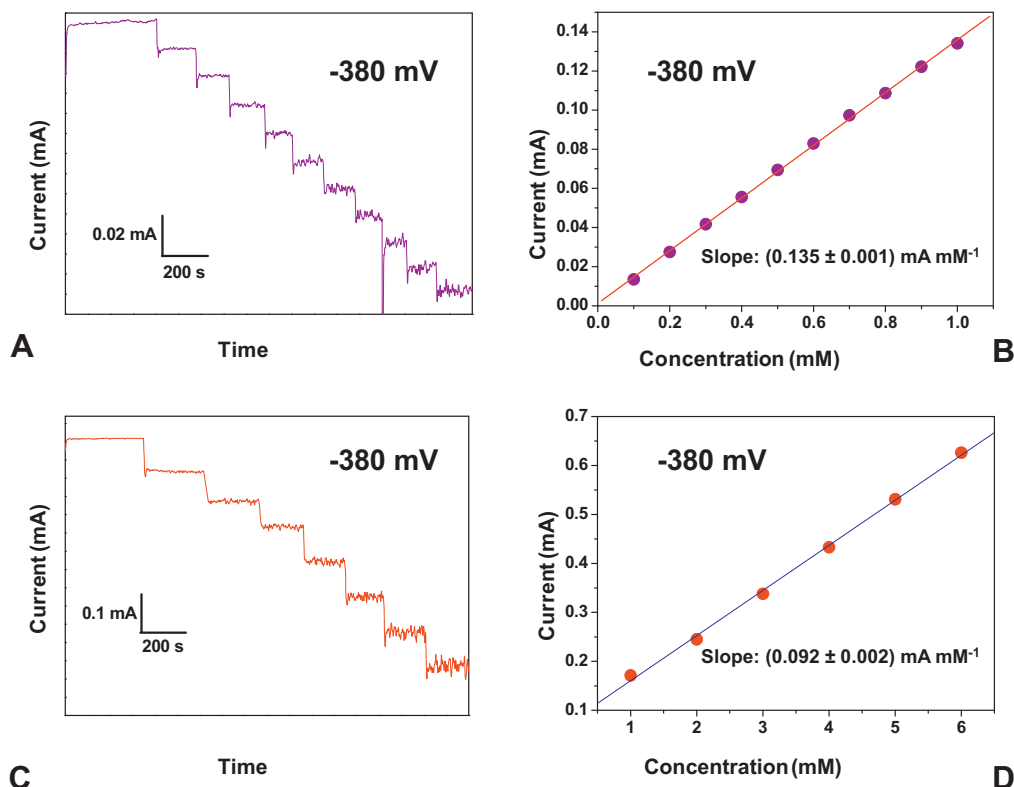 -380 mV
Current (mA)
0.02 mA
200 s
Time
A
-380 mV
0.14
0.12
0.10
0.08
0.06
0.04
0.02
0.00
Current (mA)
Slope: (0.135 ± 0.001) mA mM-1
0.0 0.2 0.4 0.6 0.8 1.0
Concentration (mM)
B
-380 mV
Current (mA)
0.1 mA
200 s
Time
C
-380 mV
0.7
0.6
0.5
0.4
0.3
0.2
0.1
Current (mA)
Slope: (0.092 ± 0.002) mA mM-1
1 2 3 4 5 6
Concentration (mM)
D